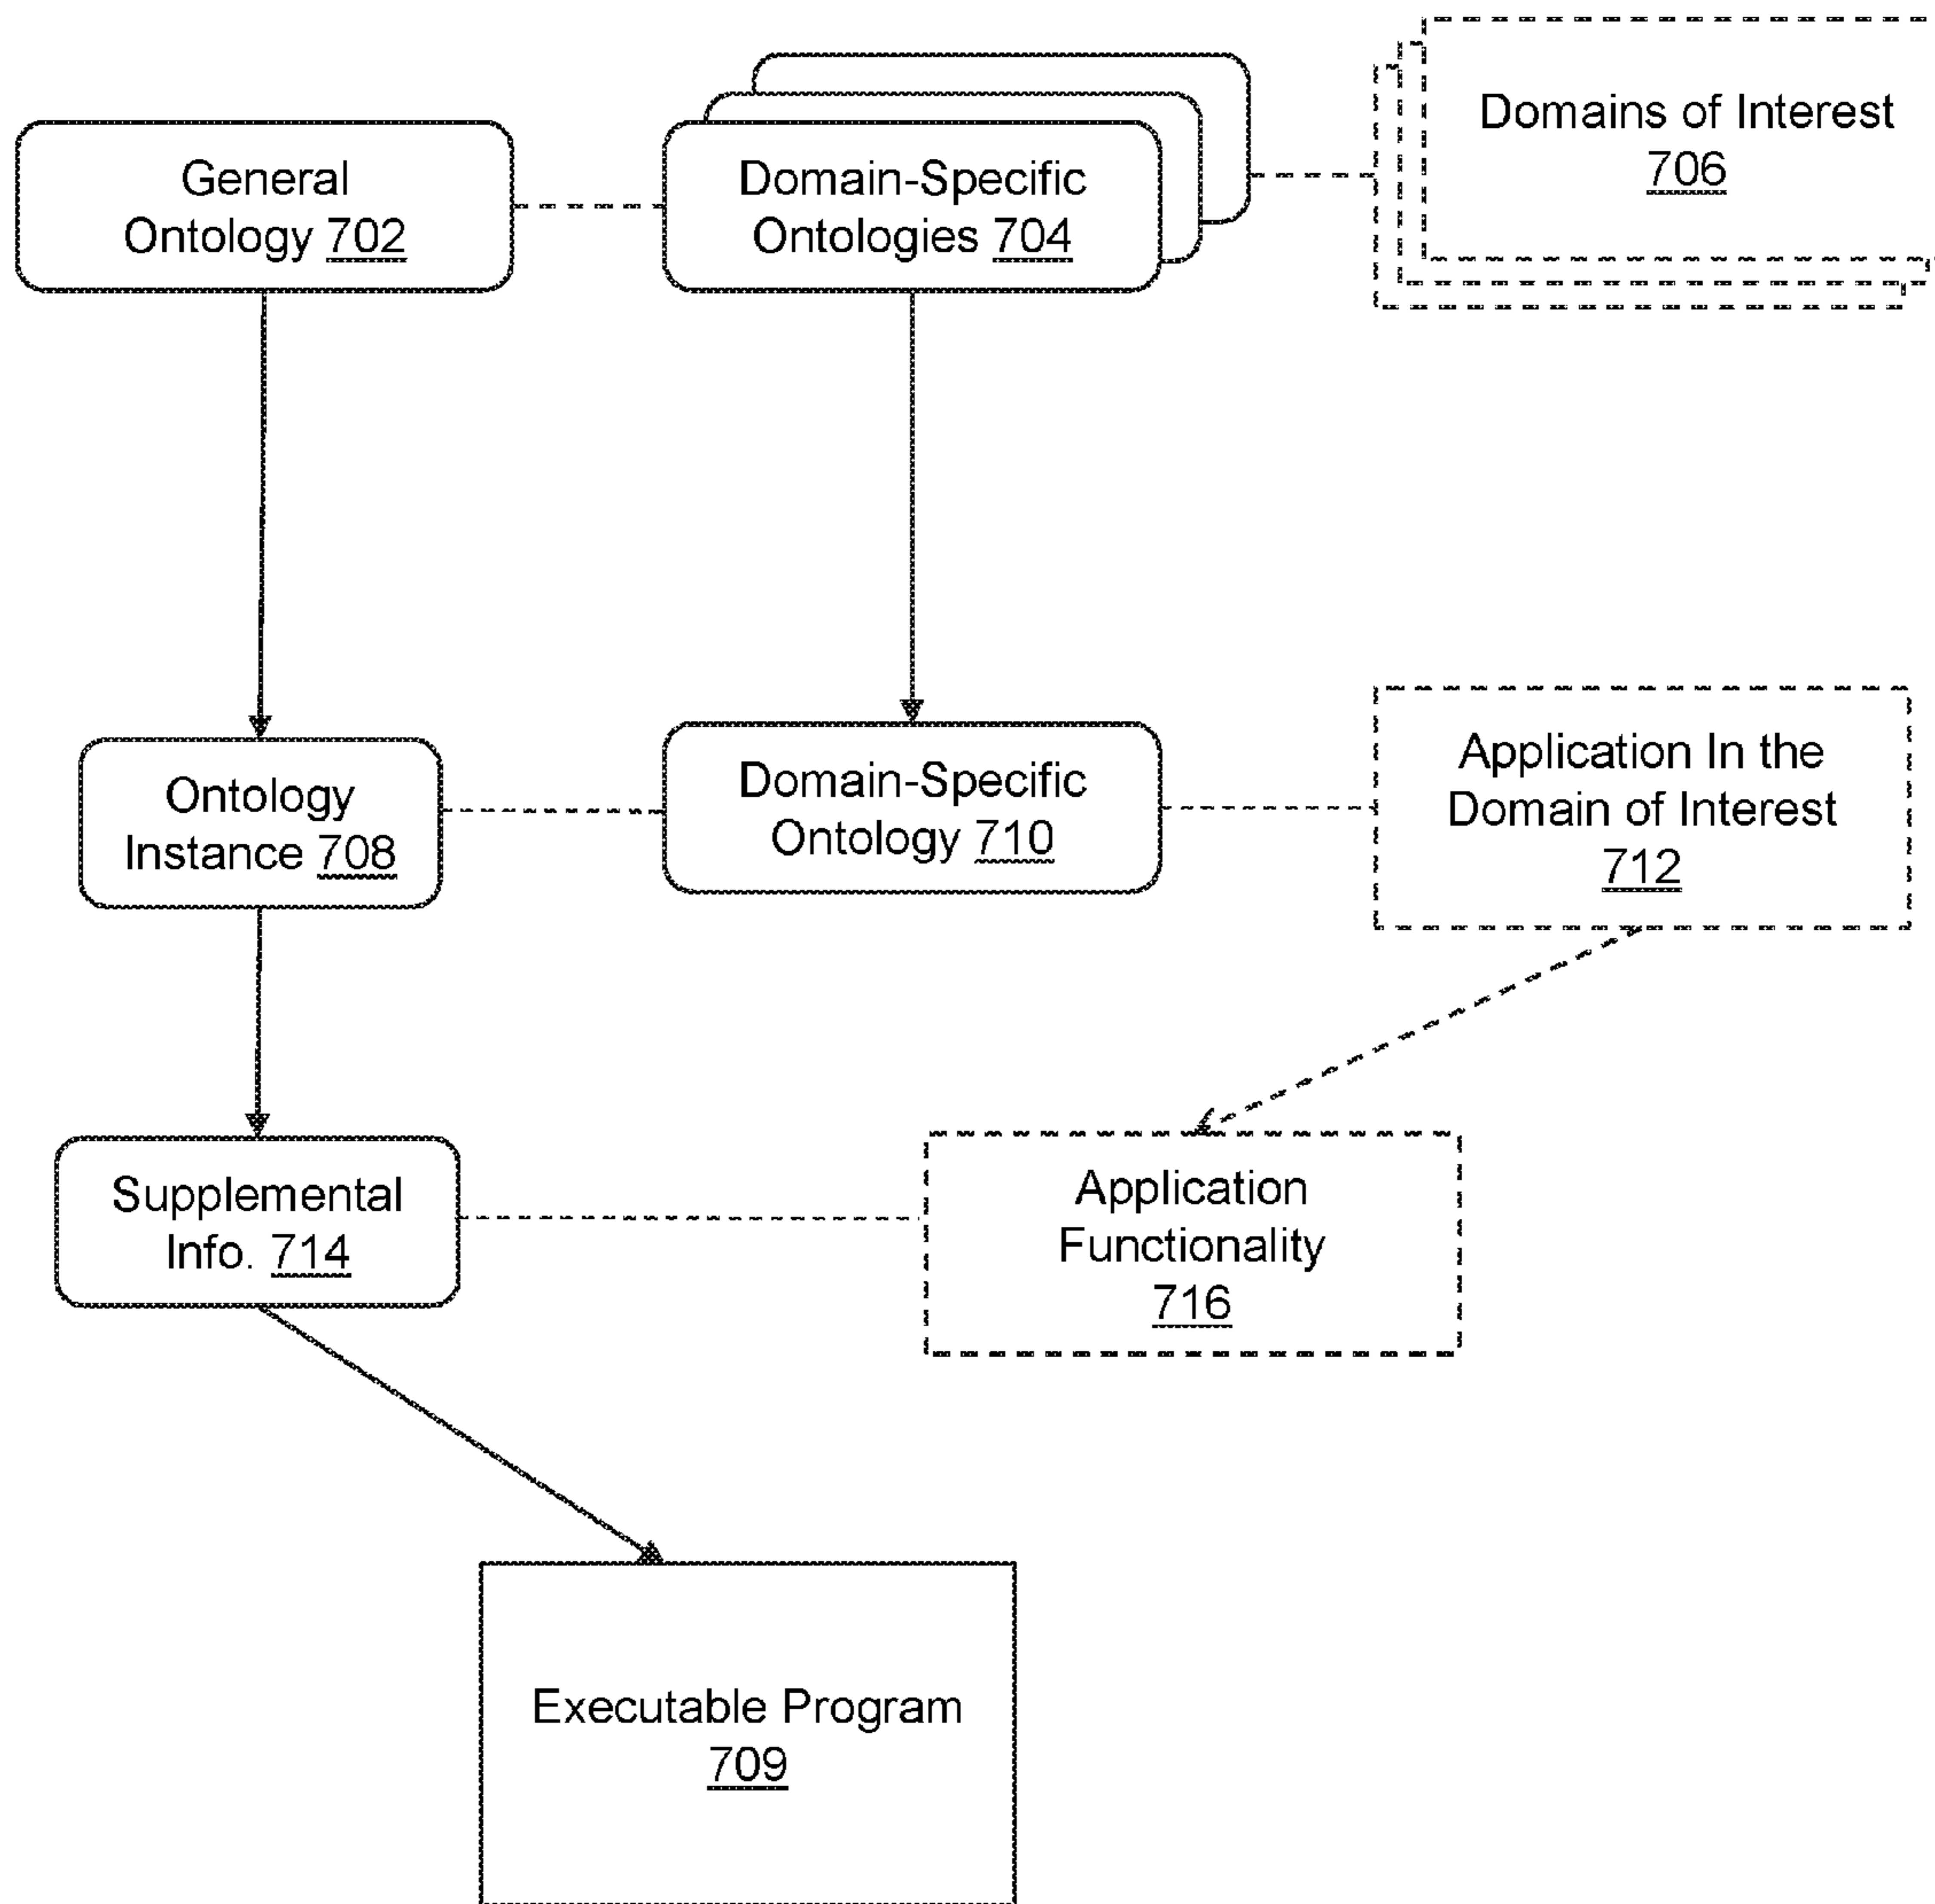 General
Ontology 702
Domain-Specific
Ontologies 704
Domains of Interest
706
Ontology
Instance 708
Domain-Specific
Ontology 710
Application In the
Domain of Interest
712
Supplemental
Info. 714
Application
Functionality
716
Executable Program
709